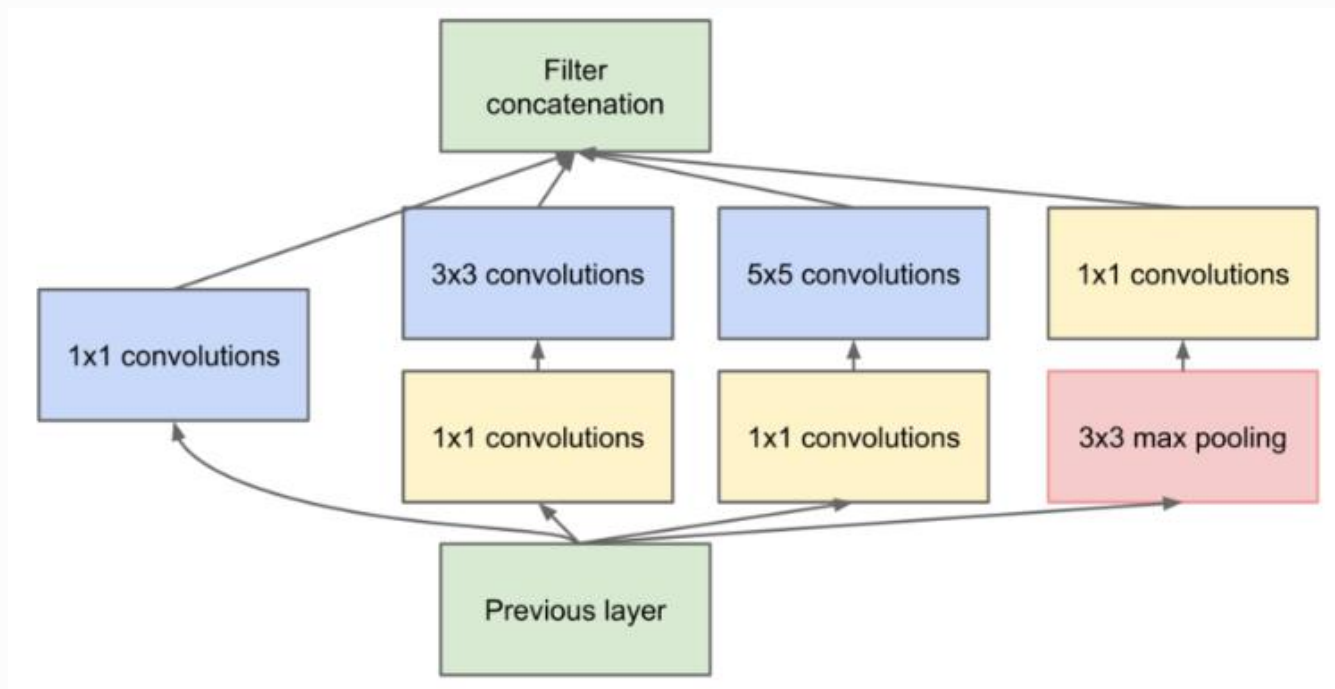 Filter
concatenation
3x3 convolutions
5x5 convolutions
1x1 convolutions
1x1 convolutions
1x1 convolutions
1x1 convolutions
3x3 max pooling
Previous layer